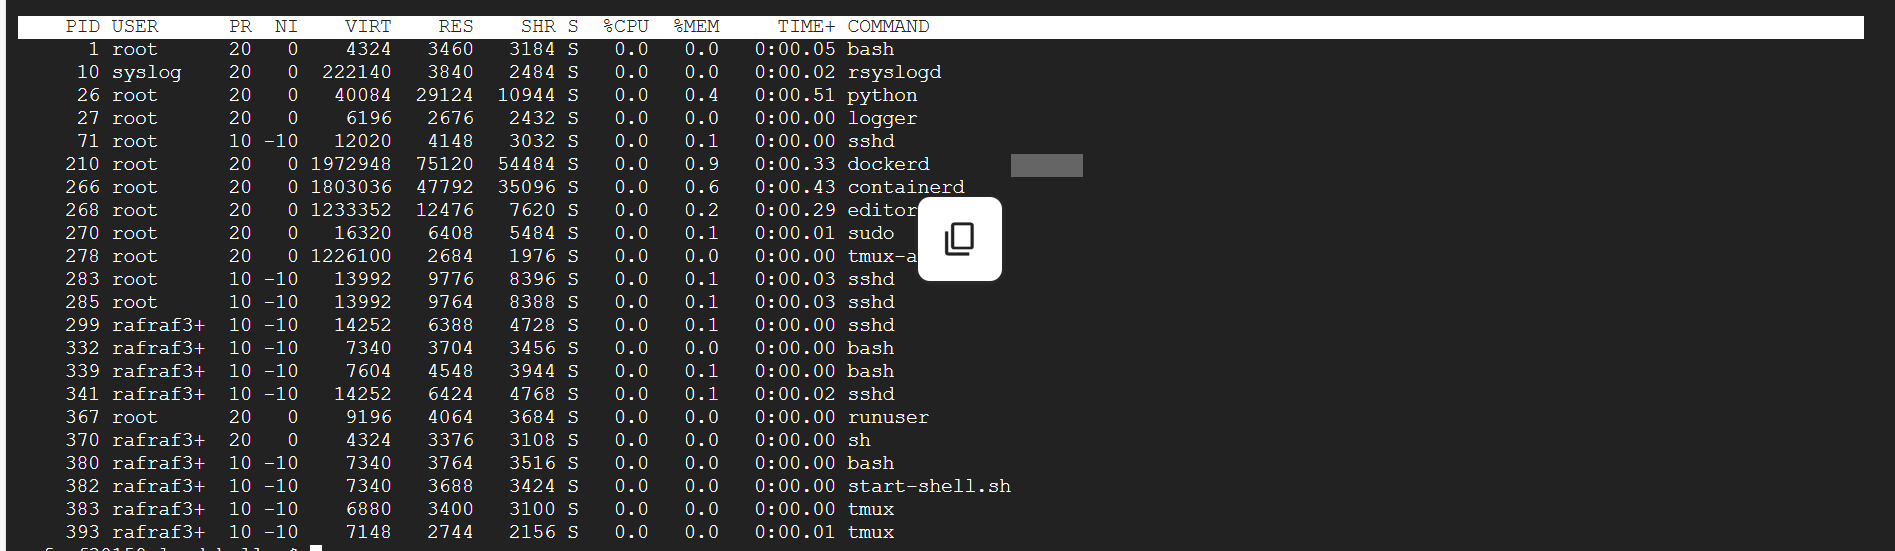 PID USER PR NI VIRT RES SHR S %CPU %MEM TIME+ COMMAND
1 root 20 0 4324 3460 3184 S 0.0 0.0 0:00.05 bash
10 syslog 20 0 222140 3840 2484 S 0.0 0.0 0:00.02 rsyslogd
26 root 20 0 40084 29124 10944 S 0.0 0.4 0:00.51 python
27 root 20 0 6196 2676 2432 S 0.0 0.0 0:00.00 logger
71 root 10 -10 12020 4148 3032 S 0.0 0.1 0:00.00 sshd
210 root 20 0 1972948 75120 54484 S 0.0 0.9 0:00.33 dockerd
266 root 20 0 1803036 47792 35096 S 0.0 0.6 0:00.43 containerd
268 root 20 0 1233352 12476 7620 S 0.0 0.2 0:00.29 editor
270 root 20 0 16320 6408 5484 S 0.0 0.1 0:00.01 sudo
278 root 20 0 1226100 2684 1976 S 0.0 0.0 0:00.00 tmux-a
283 root 10 -10 13992 9776 8396 S 0.0 0.1 0:00.03 sshd
285 root 10 -10 13992 9764 8388 S 0.0 0.1 0:00.03 sshd
299 rafraf3+ 10 -10 14252 6388 4728 S 0.0 0.1 0:00.00 sshd
332 rafraf3+ 10 -10 7340 3704 3456 S 0.0 0.0 0:00.00 bash
339 rafraf3+ 10 -10 7604 4548 3944 S 0.0 0.1 0:00.00 bash
341 rafraf3+ 10 -10 14252 6424 4768 S 0.0 0.1 0:00.02 sshd
367 root 20 0 9196 4064 3684 S 0.0 0.0 0:00.00 runuser
370 rafraf3+ 20 0 4324 3376 3108 S 0.0 0.0 0:00.00 sh
380 rafraf3+ 10 -10 7340 3764 3516 S 0.0 0.0 0:00.00 bash
382 rafraf3+ 10 -10 7340 3688 3424 S 0.0 0.0 0:00.00 start-shell.sh
383 rafraf3+ 10 -10 6880 3400 3100 S 0.0 0.0 0:00.00 tmux
393 rafraf3+ 10 -10 7148 2744 2156 S 0.0 0.0 0:00.01 tmux